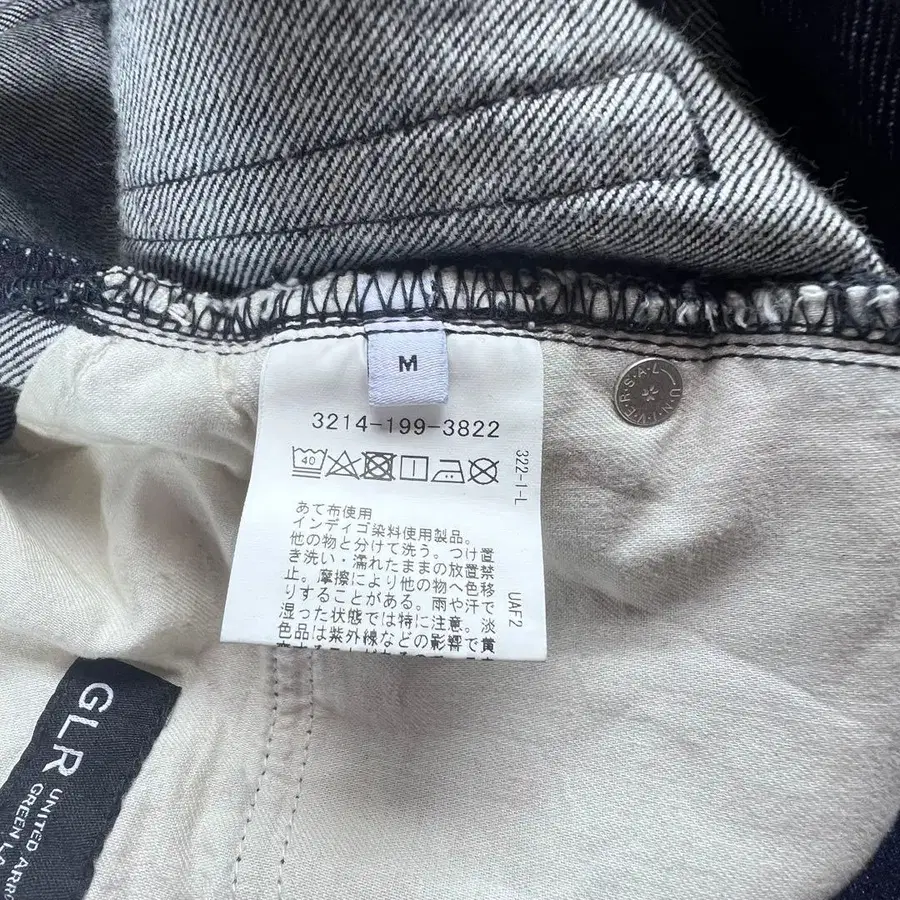 M
3214-199-3822
40
322-1-L
あて布使用
インディゴ染料使用製品。
他の物と分けて洗う。つけ置
き洗い・濡れたままの放置禁
止。摩擦により他の物へ色移
りすることがある。雨や汗で
湿った状態では特に注意。淡
色品は紫外線などの影響で黄
UAF2
UNIVERSAL
GLR
UNITED
GREEN